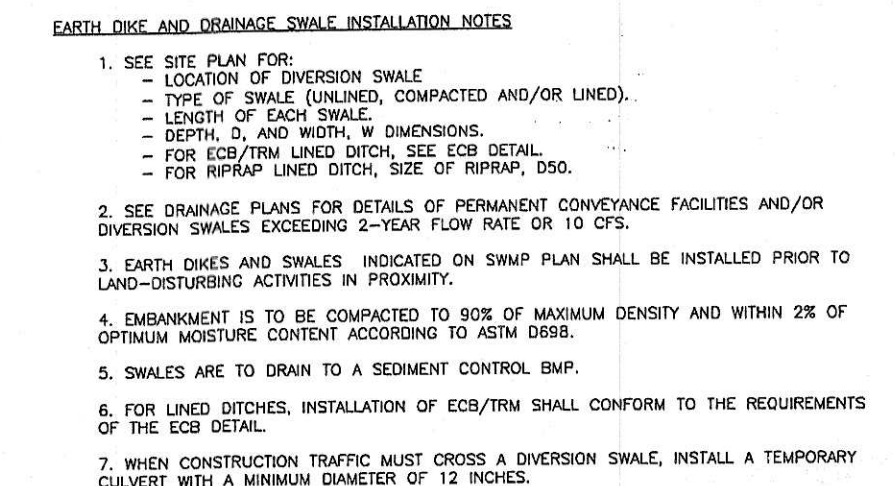 EARTH DIKE AND DRAINAGE SWALE INSTALLATION NOTES
1. SEE SITE PLAN FOR:
– LOCATION OF DIVERSION SWALE
– TYPE OF SWALE (UNLINED, COMPACTED AND/OR LINED).
– LENGTH OF EACH SWALE.
– DEPTH, D, AND WIDTH, W DIMENSIONS.
– FOR ECB/TRM LINED DITCH, SEE ECB DETAIL.
– FOR RIPRAP LINED DITCH, SIZE OF RIPRAP, D50.
2. SEE DRAINAGE PLANS FOR DETAILS OF PERMANENT CONVEYANCE FACILITIES AND/OR
DIVERSION SWALES EXCEEDING 2–YEAR FLOW RATE OR 10 CFS.
3. EARTH DIKES AND SWALES INDICATED ON SWMP PLAN SHALL BE INSTALLED PRIOR TO
LAND–DISTURBING ACTIVITIES IN PROXIMITY.
4. EMBANKMENT IS TO BE COMPACTED TO 90% OF MAXIMUM DENSITY AND WITHIN 2% OF
OPTIMUM MOISTURE CONTENT ACCORDING TO ASTM D698.
5. SWALES ARE TO DRAIN TO A SEDIMENT CONTROL BMP.
6. FOR LINED DITCHES, INSTALLATION OF ECB/TRM SHALL CONFORM TO THE REQUIREMENTS
OF THE ECB DETAIL.
7. WHEN CONSTRUCTION TRAFFIC MUST CROSS A DIVERSION SWALE, INSTALL A TEMPORARY
CULVERT WITH A MINIMUM DIAMETER OF 12 INCHES.